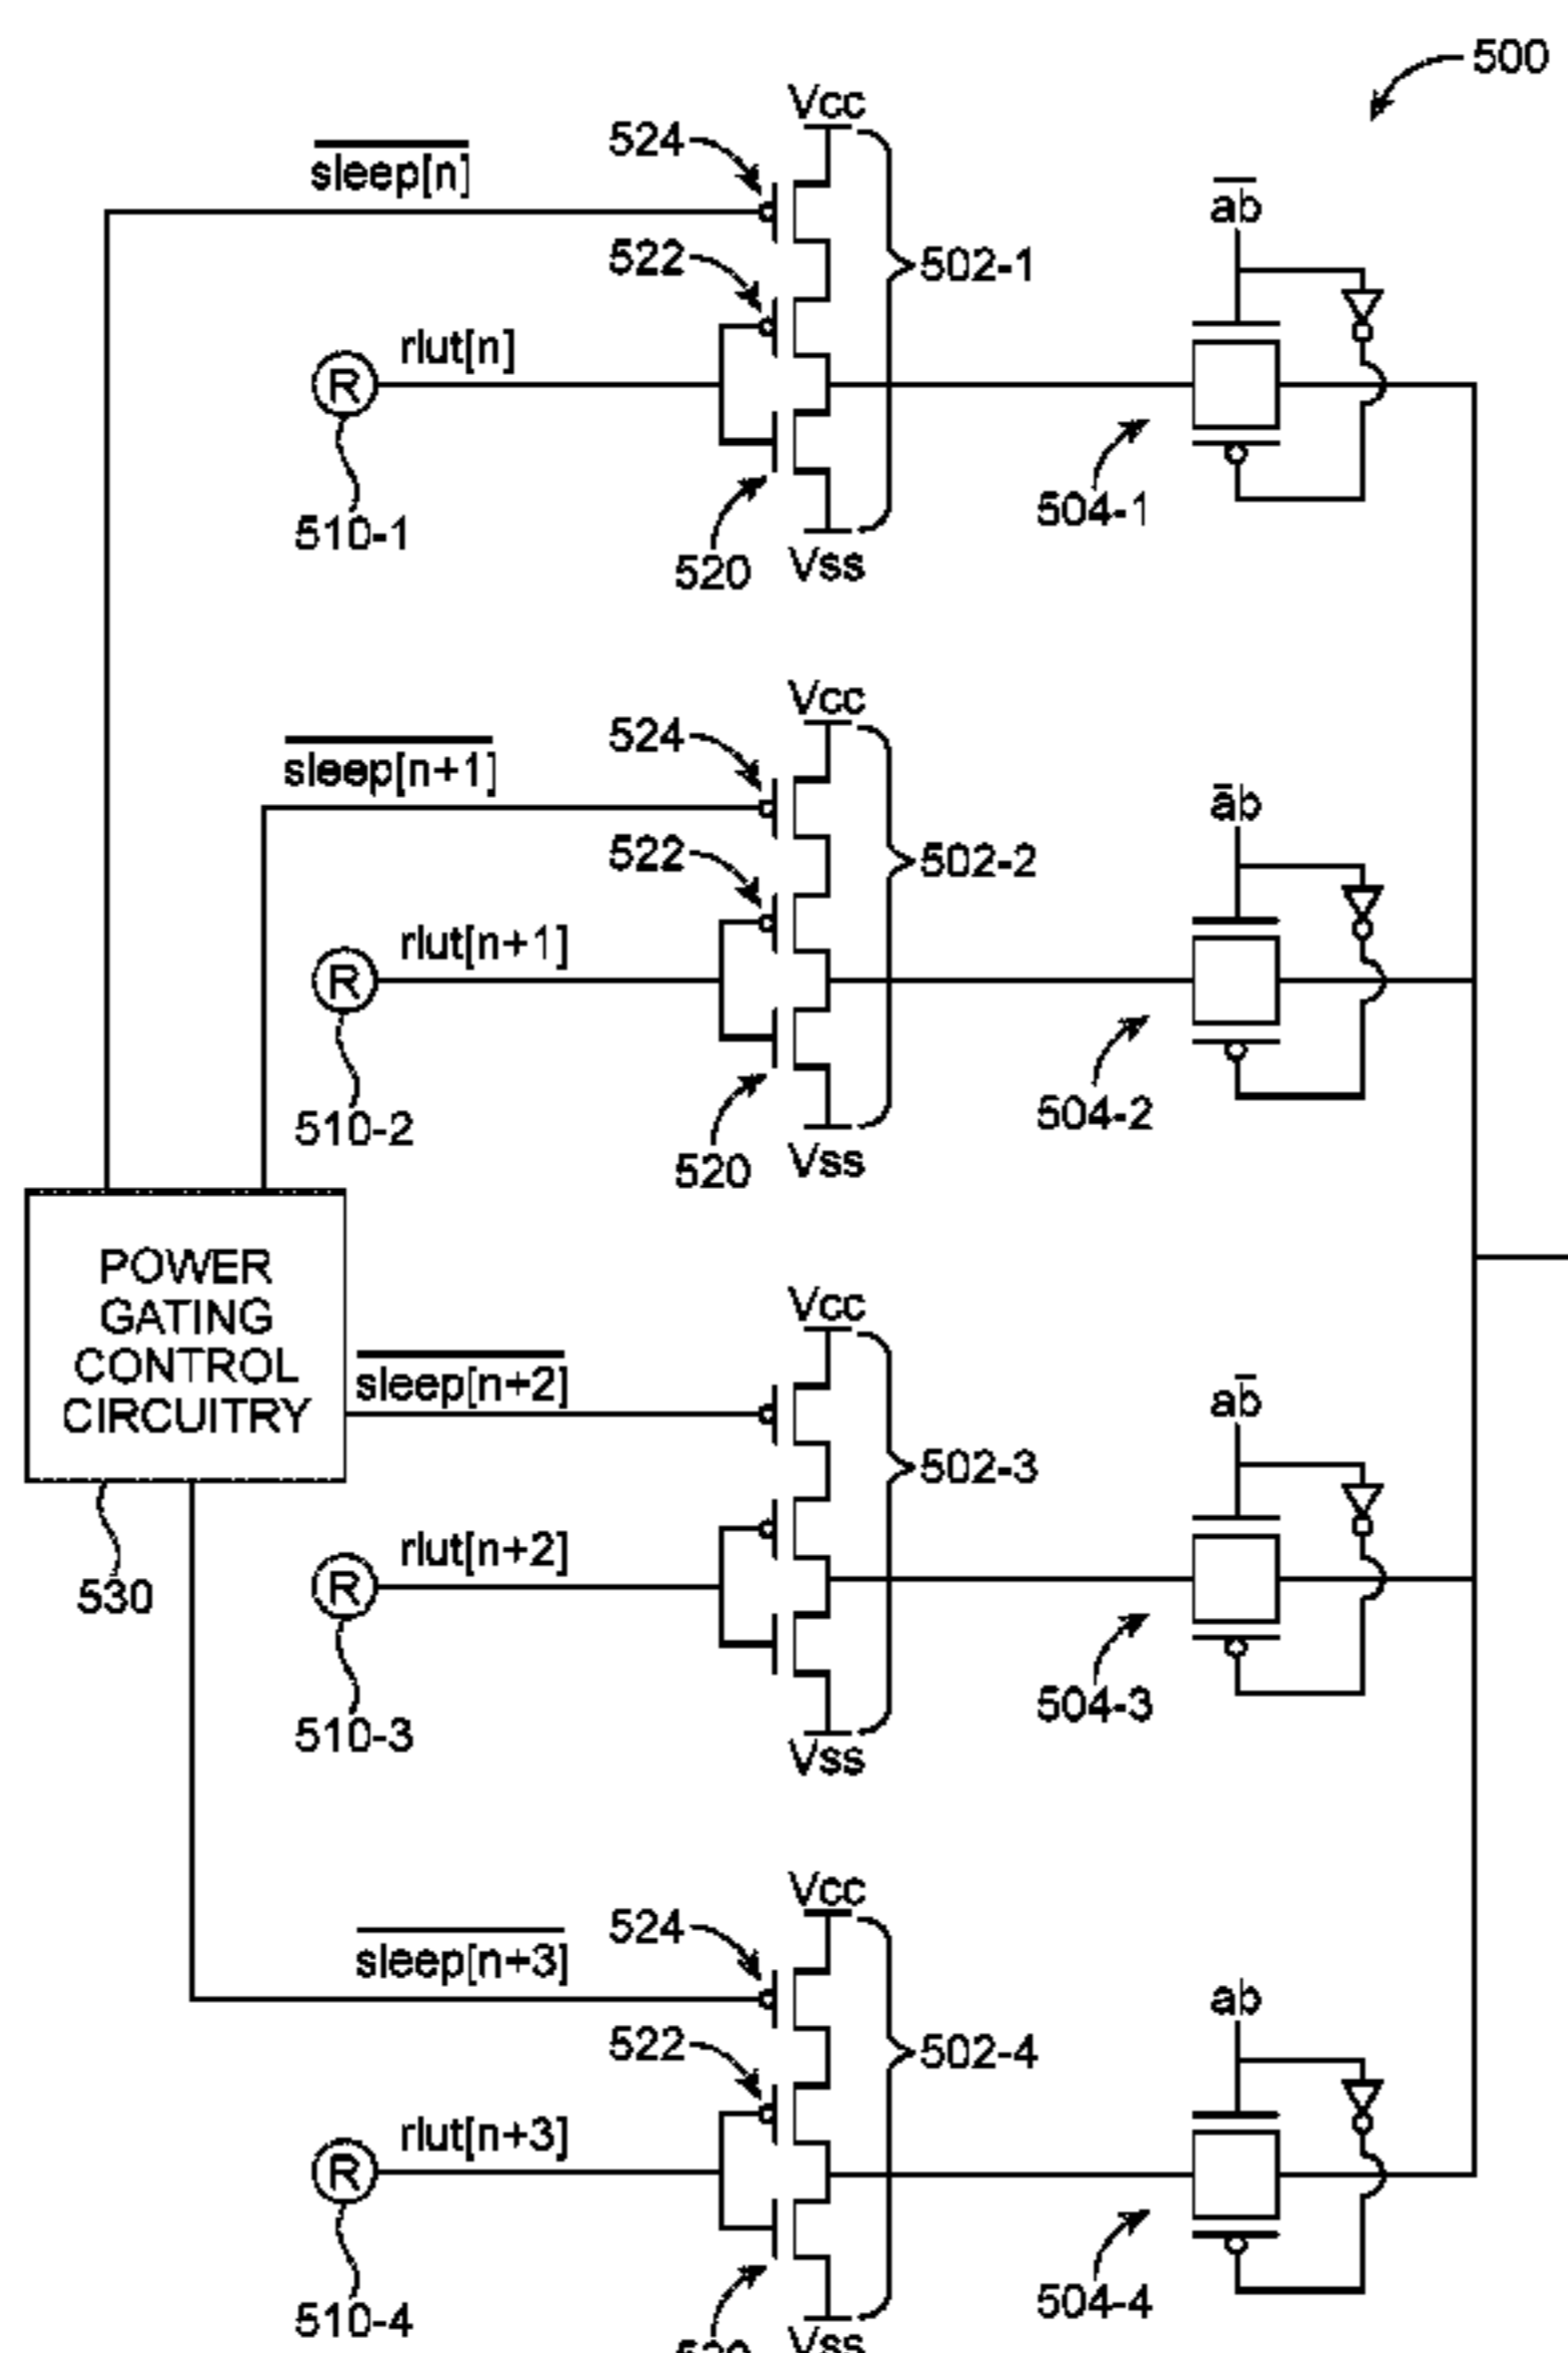 500
Vcc
524
sleep[n]
a̅b̅
522
502-1
rlut[n]
R
504-1
510-1
520
Vss
Vcc
524
sleep[n+1]
a̅b
522
502-2
rlut[n+1]
R
504-2
510-2
520
Vss
POWER
GATING
CONTROL
CIRCUITRY
530
Vcc
sleep[n+2]
ab̅
502-3
rlut[n+2]
R
504-3
510-3
Vss
Vcc
524
sleep[n+3]
ab
522
502-4
rlut[n+3]
R
504-4
510-4
Vss